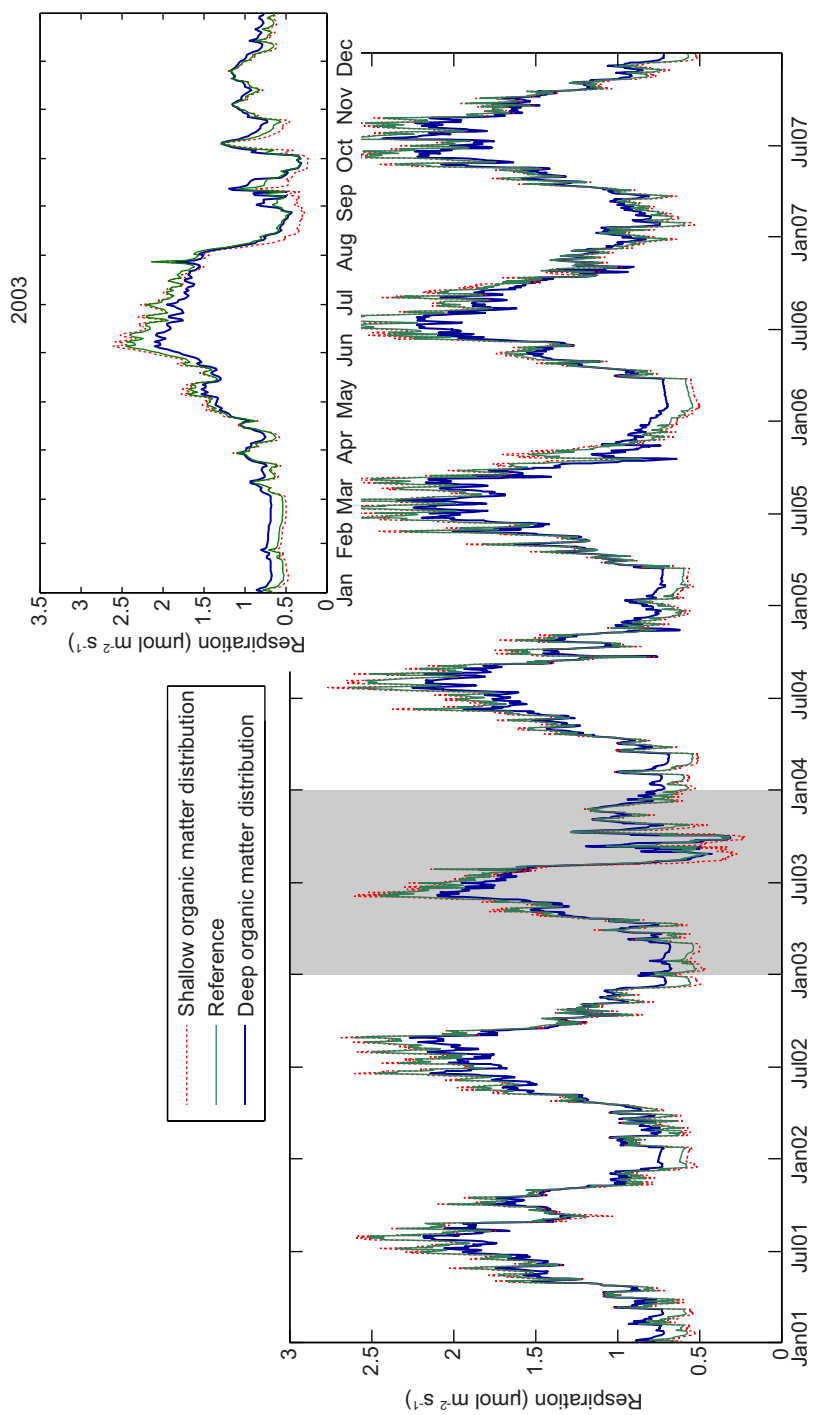 2003
Respiration (µmol m⁻² s⁻¹)
3.5
3
2.5
2
1.5
1
0.5
0
Jan Feb Mar Apr May Jun Jul Aug Sep Oct Nov Dec
Shallow organic matter distribution
Reference
Deep organic matter distribution
Respiration (µmol m⁻² s⁻¹)
3
2.5
2
1.5
1
0.5
0
Jan01 Jul01 Jan02 Jul02 Jan03 Jul03 Jan04 Jul04 Jan05 Jul05 Jan06 Jul06 Jan07 Jul07